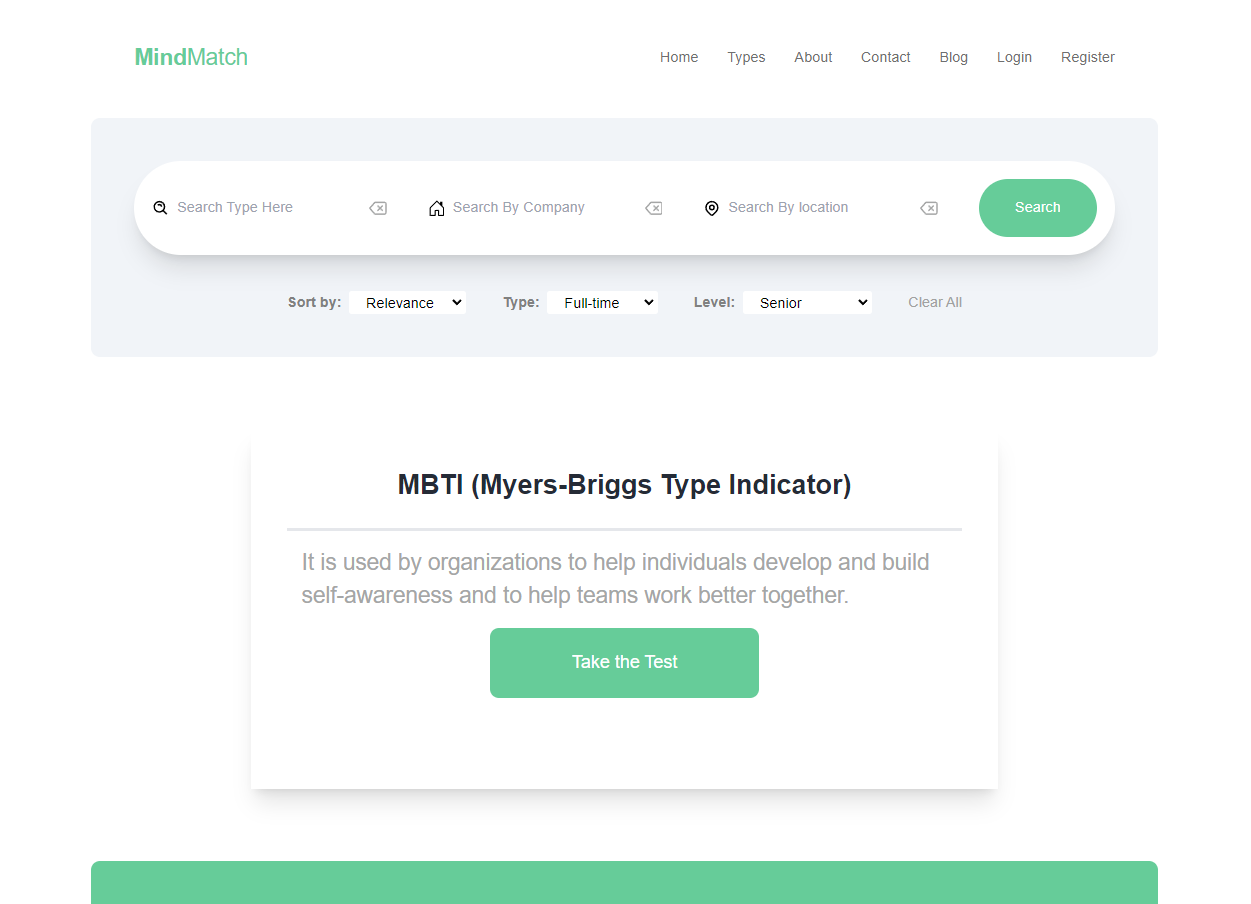 MindMatch
Home Types About Contact Blog Login Register
Search Type Here Search By Company Search By location Search
Sort by: Relevance Type: Full-time Level: Senior Clear All
MBTI (Myers-Briggs Type Indicator)
It is used by organizations to help individuals develop and build
self-awareness and to help teams work better together.
Take the Test